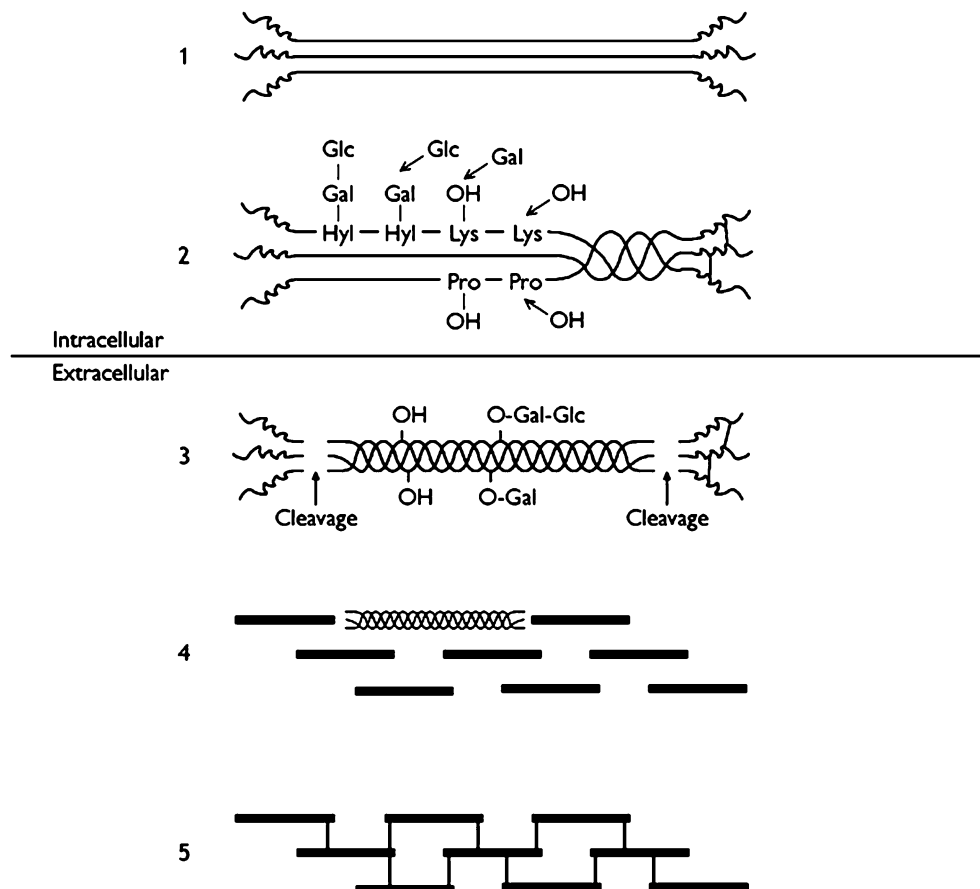 1
Glc Glc Gal
Gal Gal OH OH
Hyl Hyl Lys Lys
2
Pro Pro
OH OH
Intracellular
Extracellular
OH O-Gal-Glc
3
OH O-Gal
Cleavage Cleavage
4
5